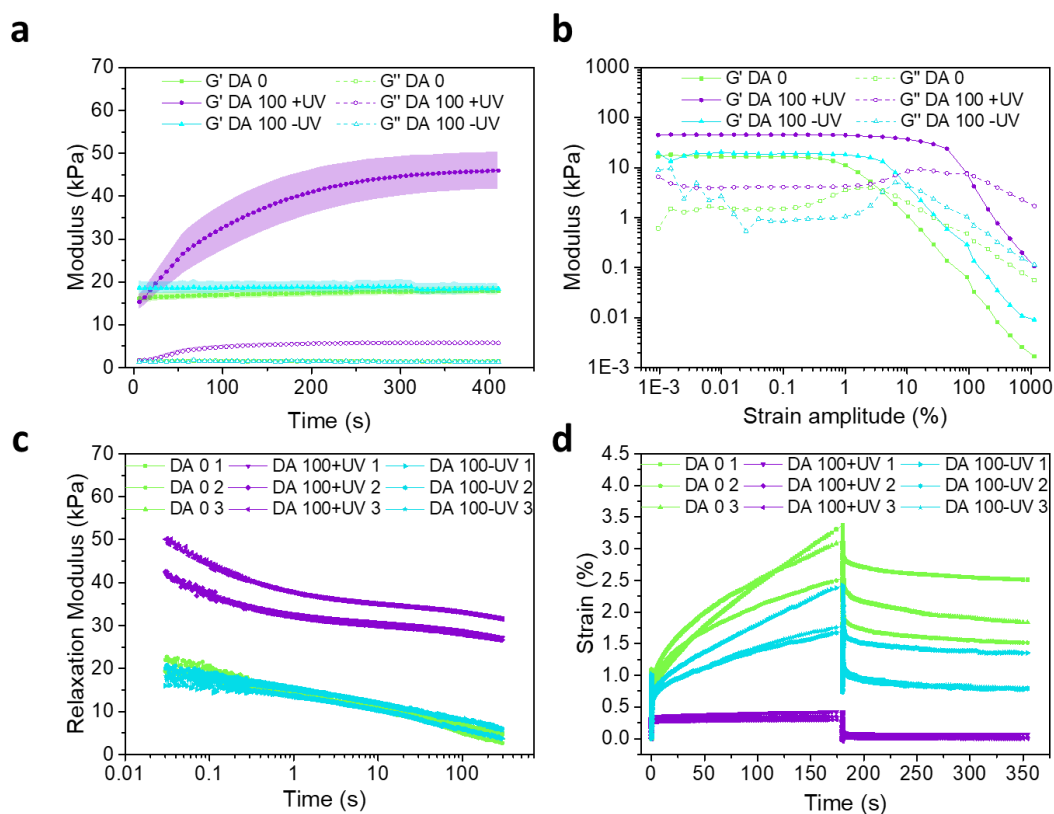 a
70
60
50
40
30
20
10
0
Modulus (kPa)
G' DA 0
G'' DA 0
G' DA 100 +UV
G'' DA 100 +UV
G' DA 100 -UV
G'' DA 100 -UV
0 100 200 300 400
Time (s)
b
1000
100
10
1
0.1
0.01
1E-3
Modulus (kPa)
G' DA 0
G'' DA 0
G' DA 100 +UV
G'' DA 100 +UV
G' DA 100 -UV
G'' DA 100 -UV
1E-3 0.01 0.1 1 10 100 1000
Strain amplitude (%)
c
70
60
50
40
30
20
10
0
Relaxation Modulus (kPa)
DA 0 1 DA 100+UV 1 DA 100-UV 1
DA 0 2 DA 100+UV 2 DA 100-UV 2
DA 0 3 DA 100+UV 3 DA 100-UV 3
0.01 0.1 1 10 100
Time (s)
d
4.5
4.0
3.5
3.0
2.5
2.0
1.5
1.0
0.5
0.0
Strain (%)
DA 0 1 DA 100+UV 1 DA 100-UV 1
DA 0 2 DA 100+UV 2 DA 100-UV 2
DA 0 3 DA 100+UV 3 DA 100-UV 3
0 50 100 150 200 250 300 350
Time (s)